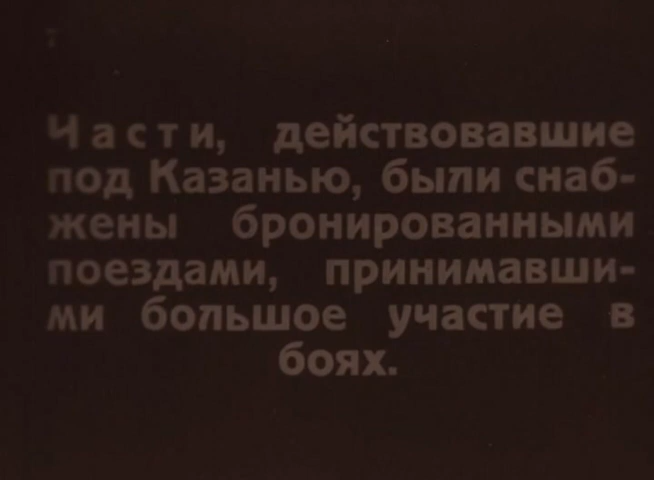 Части, действовавшие
под Казанью, были снаб-
жены бронированными
поездами, принимавши-
ми большое участие в
боях.